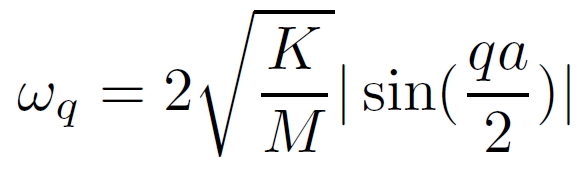 ω_q = 2√(K/M) |sin(qa/2)|